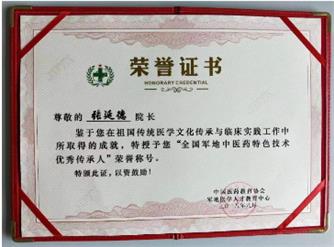 荣誉证书
HONORARY CREDENTIAL
尊敬的 张延德 院长
鉴于您在祖国传统医学文化传承与临床实践工作中
所取得的成就,特授予您“全国军地中医药特色技术
优秀传承人”荣誉称号。
特颁此证,以资鼓励!
中国医药教育协会
军地医学人才教育中心